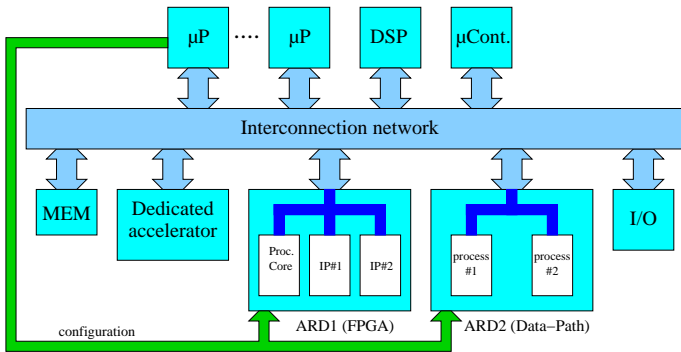 μP .... μP DSP μCont.
Interconnection network
MEM
Dedicated
accelerator
I/O
Proc.
Core
IP#1
IP#2
process
#1
process
#2
configuration
ARD1 (FPGA)
ARD2 (Data−Path)